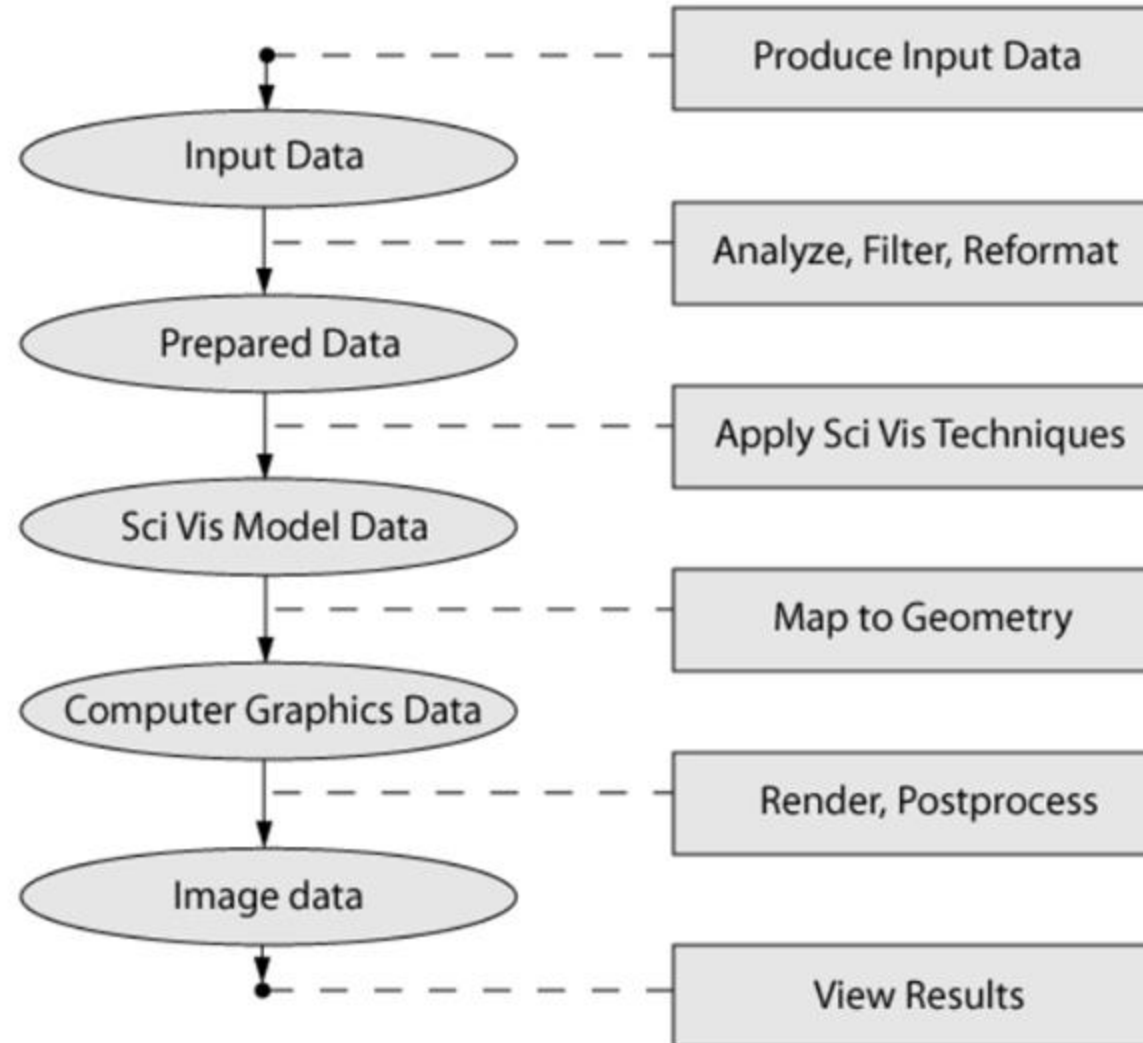 Produce Input Data
Input Data
Analyze, Filter, Reformat
Prepared Data
Apply Sci Vis Techniques
Sci Vis Model Data
Map to Geometry
Computer Graphics Data
Render, Postprocess
Image data
View Results